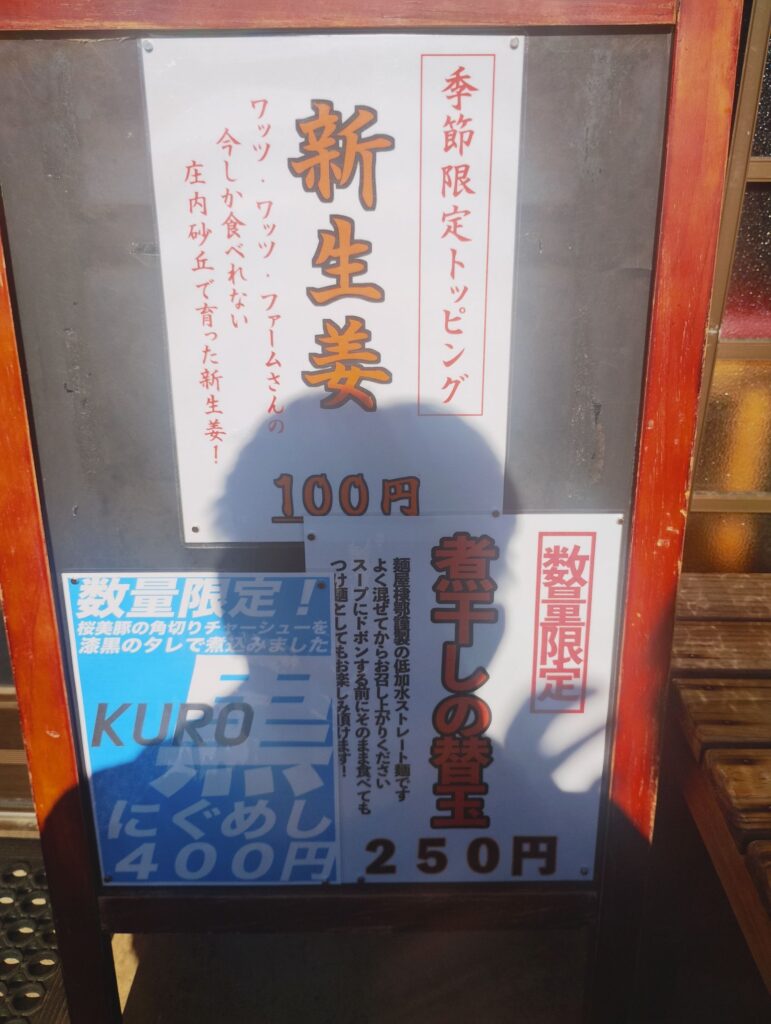 季節限定トッピング
新生姜
ワッツ・ワッツ・ファームさんの
今しか食べれない
庄内砂丘で育った新生姜！
100円
数量限定
煮干しの替玉
麺屋棣鄂謹製の低加水ストレート麺です
よく混ぜてからお召し上がりください
スープにドボンする前にそのまま食べても
つけ麺としてもお楽しみ頂けます！
250円
数量限定！
桜美豚の角切りチャーシューを
漆黒のタレで煮込みました
KURO
黒
にぐめし
400円